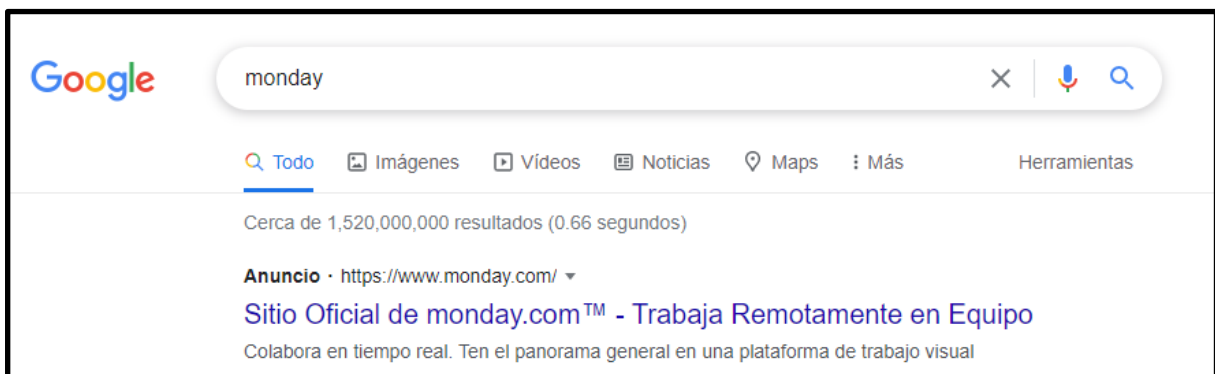 Google
monday
Todo Imágenes Vídeos Noticias Maps Más Herramientas
Cerca de 1,520,000,000 resultados (0.66 segundos)
Anuncio · https://www.monday.com/
Sitio Oficial de monday.com™ - Trabaja Remotamente en Equipo
Colabora en tiempo real. Ten el panorama general en una plataforma de trabajo visual